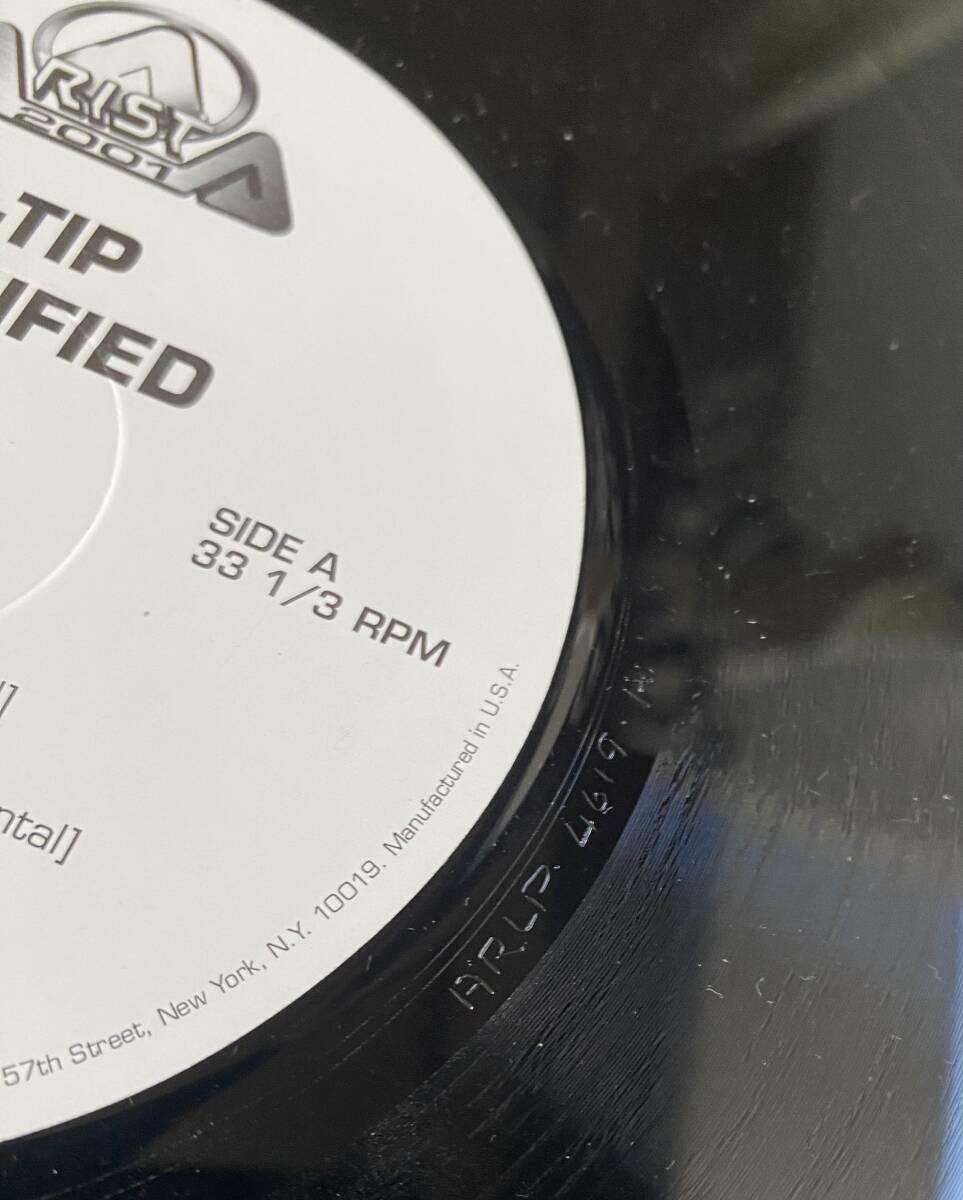 ARISTA
2001
-TIP
IFIED
SIDE A
33 1/3 RPM
l]
ntal]
57th Street, New York, N.Y. 10019. Manufactured in U.S.A.
ARLP-4619-A